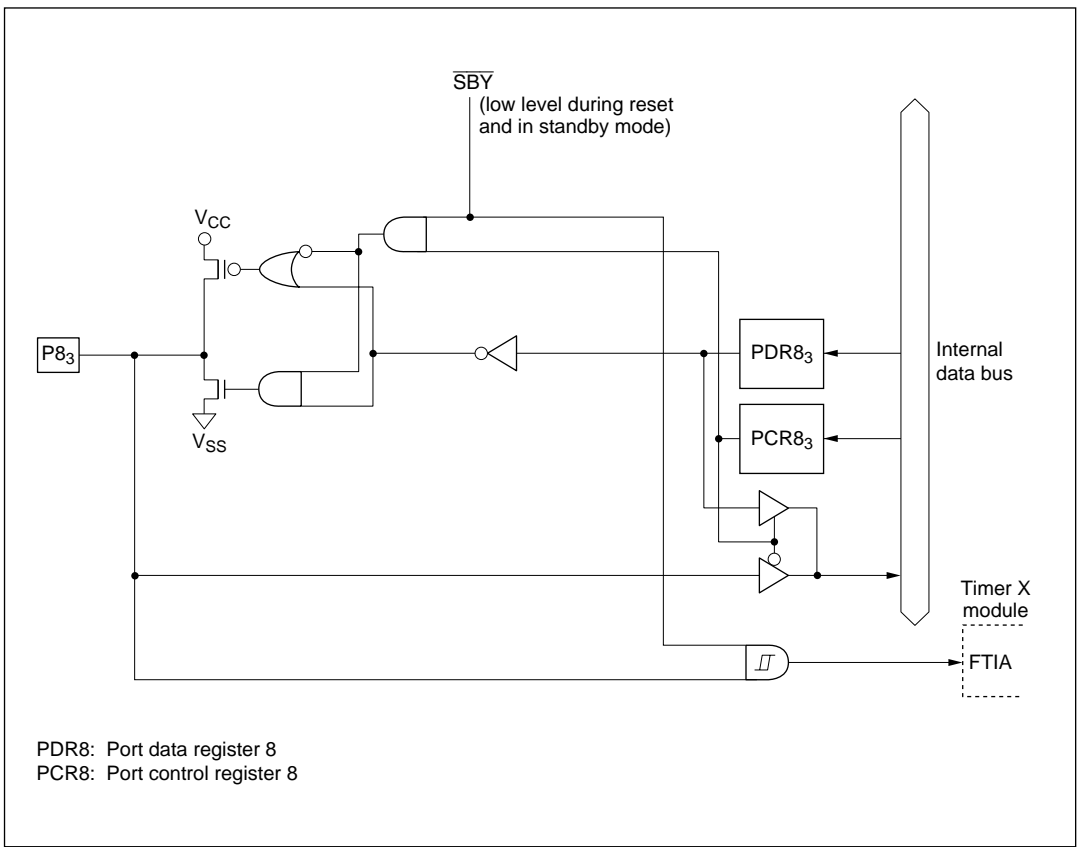 SBY
(low level during reset
and in standby mode)
VCC
P83
VSS
PDR83
PCR83
Internal
data bus
Timer X
module
FTIA
PDR8: Port data register 8
PCR8: Port control register 8